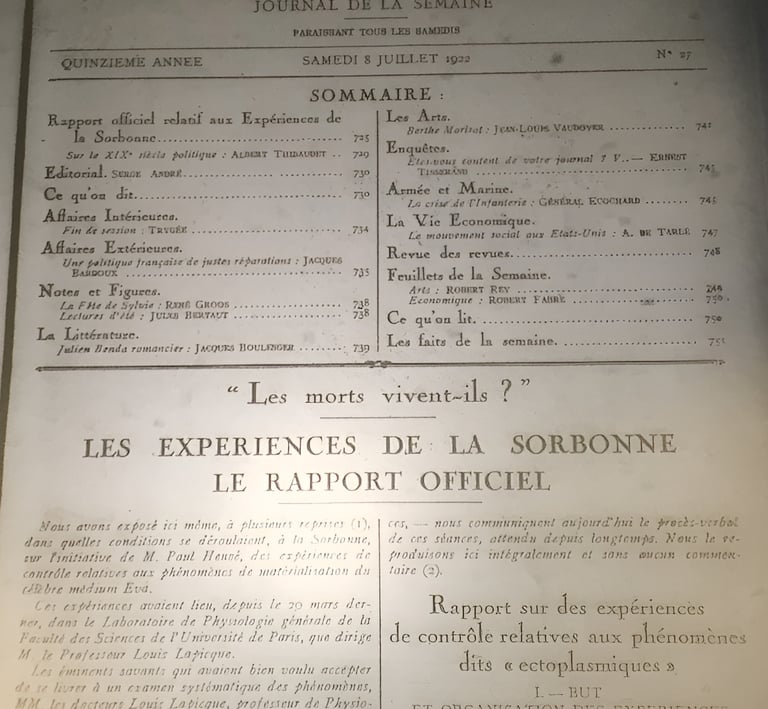 JOURNAL DE LA SEMAINE
PARAISSANT TOUS LES SAMEDIS
QUINZIEME ANNEE
SAMEDI 8 JUILLET 1922
N° 27
SOMMAIRE :
Rapport officiel relatif aux Expériences de
la Sorbonne 725
Sur le XIXe siècle politique : ALBERT THIBAUDET .. 729
Editorial. SERGE ANDRÉ 730
Ce qu'on dit 730
Affaires Intérieures.
Fin de session : TRYGÉE 734
Affaires Extérieures.
Une politique française de justes réparations : JACQUES
BARDOUX 735
Notes et Figures.
La Fête de Sylvie : RENÉ GROOS 738
Lectures d'été : JULES BERTAUT 738
La Littérature.
Julien Benda romancier : JACQUES BOULENGER 739
Les Arts.
Berthe Morisot : JEAN-LOUIS VAUDOYER
Enquêtes.
Etes-vous content de votre journal ? V.. — ERNEST
TISSERAND
Armée et Marine.
La crise de l'Infanterie : GÉNÉRAL ECOCHARD
La Vie Economique.
Le mouvement social aux Etats-Unis : A. DE TARLÉ 747
Revue des revues 748
Feuillets de la Semaine.
Arts : ROBERT REY 749
Economique : ROBERT FABRE 750
Ce qu'on lit 750
Les faits de la semaine.
“ Les morts vivent-ils ? ”
LES EXPERIENCES DE LA SORBONNE
LE RAPPORT OFFICIEL
Nous avons exposé ici même, à plusieurs reprises (1),
dans quelles conditions se déroulaient, à la Sorbonne,
sur l'initiative de M. Paul Heuzé, des expériences de
contrôle relatives aux phénomènes de matérialisation du
célèbre médium Eva.
Ces expériences avaient lieu, depuis le 29 mars der-
nier, dans le Laboratoire de Physiologie générale de la
Faculté des Sciences de l'Université de Paris, que dirige
M. le Professeur Louis Lapicque.
Les éminents savants qui avaient bien voulu accepter
de se livrer à un examen systématique des phénomènes,
MM. les docteurs Louis Lapicque, professeur de Physio-
ces, — nous communiquent aujourd'hui le procès-verbal
de ces séances, attendu depuis longtemps. Nous le re-
produisons ici intégralement et sans aucun commen-
taire (2).
Rapport sur des expériences
de contrôle relatives aux phénomènes
dits « ectoplasmiques »
I. — BUT
ET ORGANISATION DES EXPERIENCES